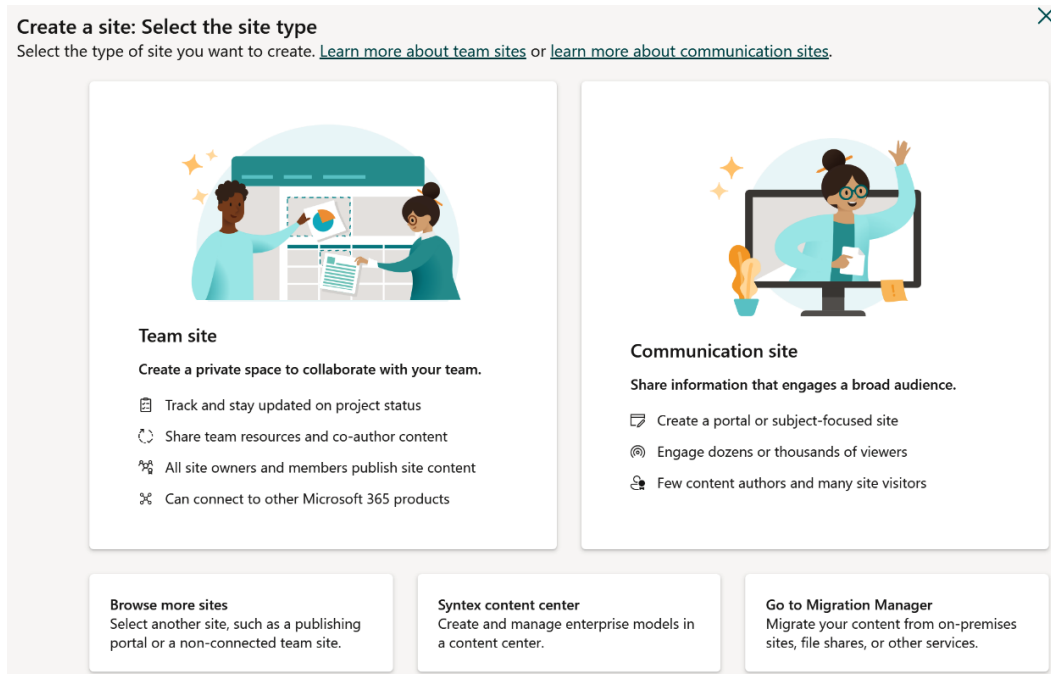 Create a site: Select the site type
Select the type of site you want to create. Learn more about team sites or learn more about communication sites.
Team site
Create a private space to collaborate with your team.
Track and stay updated on project status
Share team resources and co-author content
All site owners and members publish site content
Can connect to other Microsoft 365 products
Communication site
Share information that engages a broad audience.
Create a portal or subject-focused site
Engage dozens or thousands of viewers
Few content authors and many site visitors
Browse more sites
Select another site, such as a publishing
portal or a non-connected team site.
Syntex content center
Create and manage enterprise models in
a content center.
Go to Migration Manager
Migrate your content from on-premises
sites, file shares, or other services.